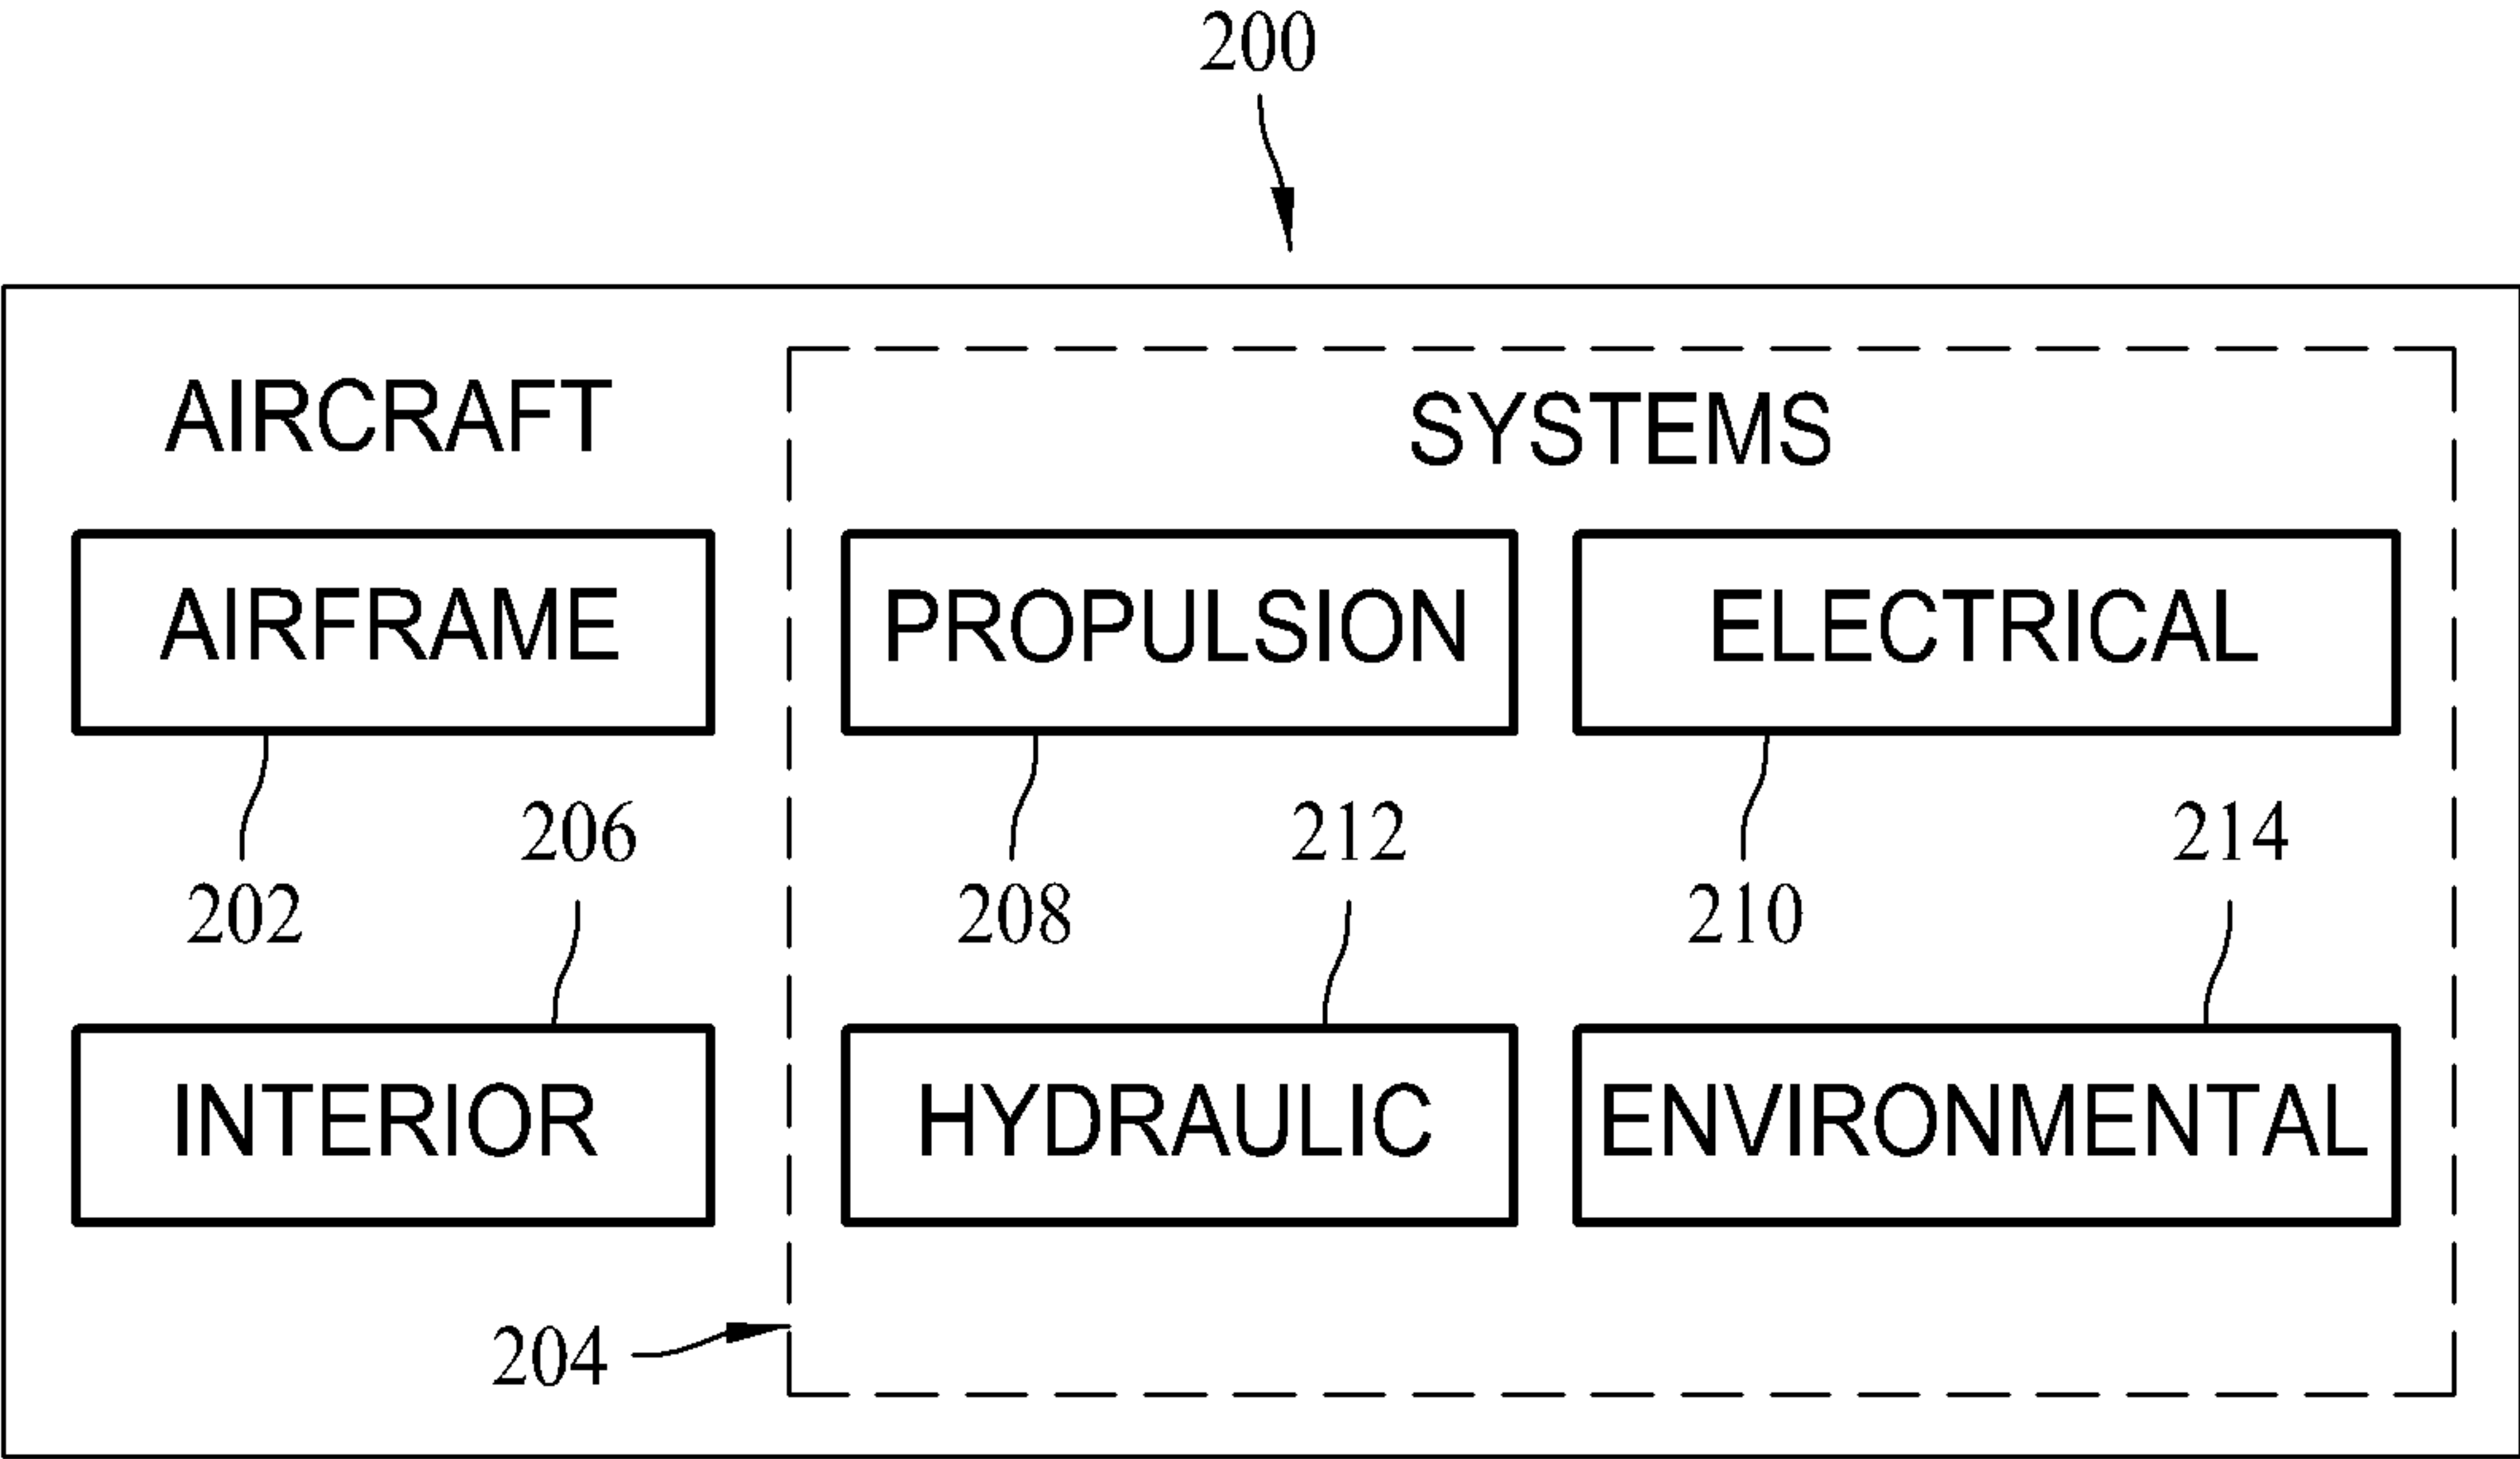 200
AIRCRAFT
SYSTEMS
AIRFRAME
PROPULSION
ELECTRICAL
206
212
214
202
208
210
INTERIOR
HYDRAULIC
ENVIRONMENTAL
204